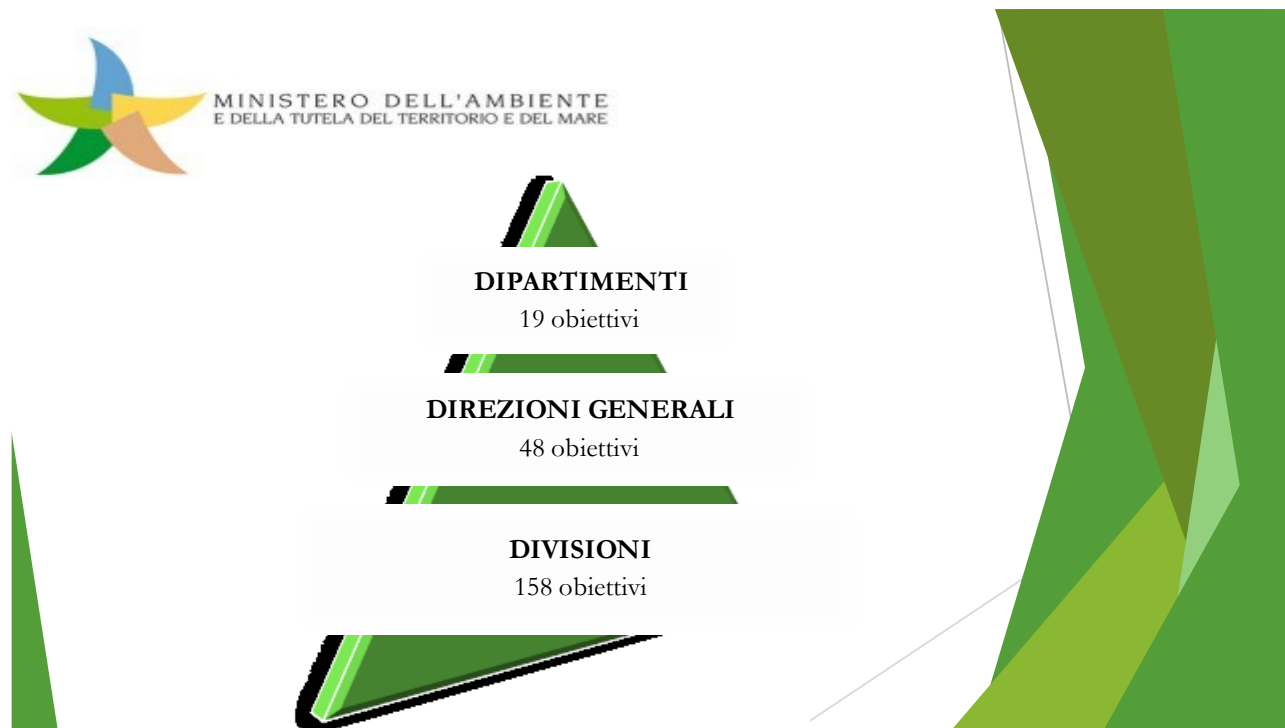 MINISTERO DELL'AMBIENTE
E DELLA TUTELA DEL TERRITORIO E DEL MARE
DIPARTIMENTI
19 obiettivi
DIREZIONI GENERALI
48 obiettivi
DIVISIONI
158 obiettivi